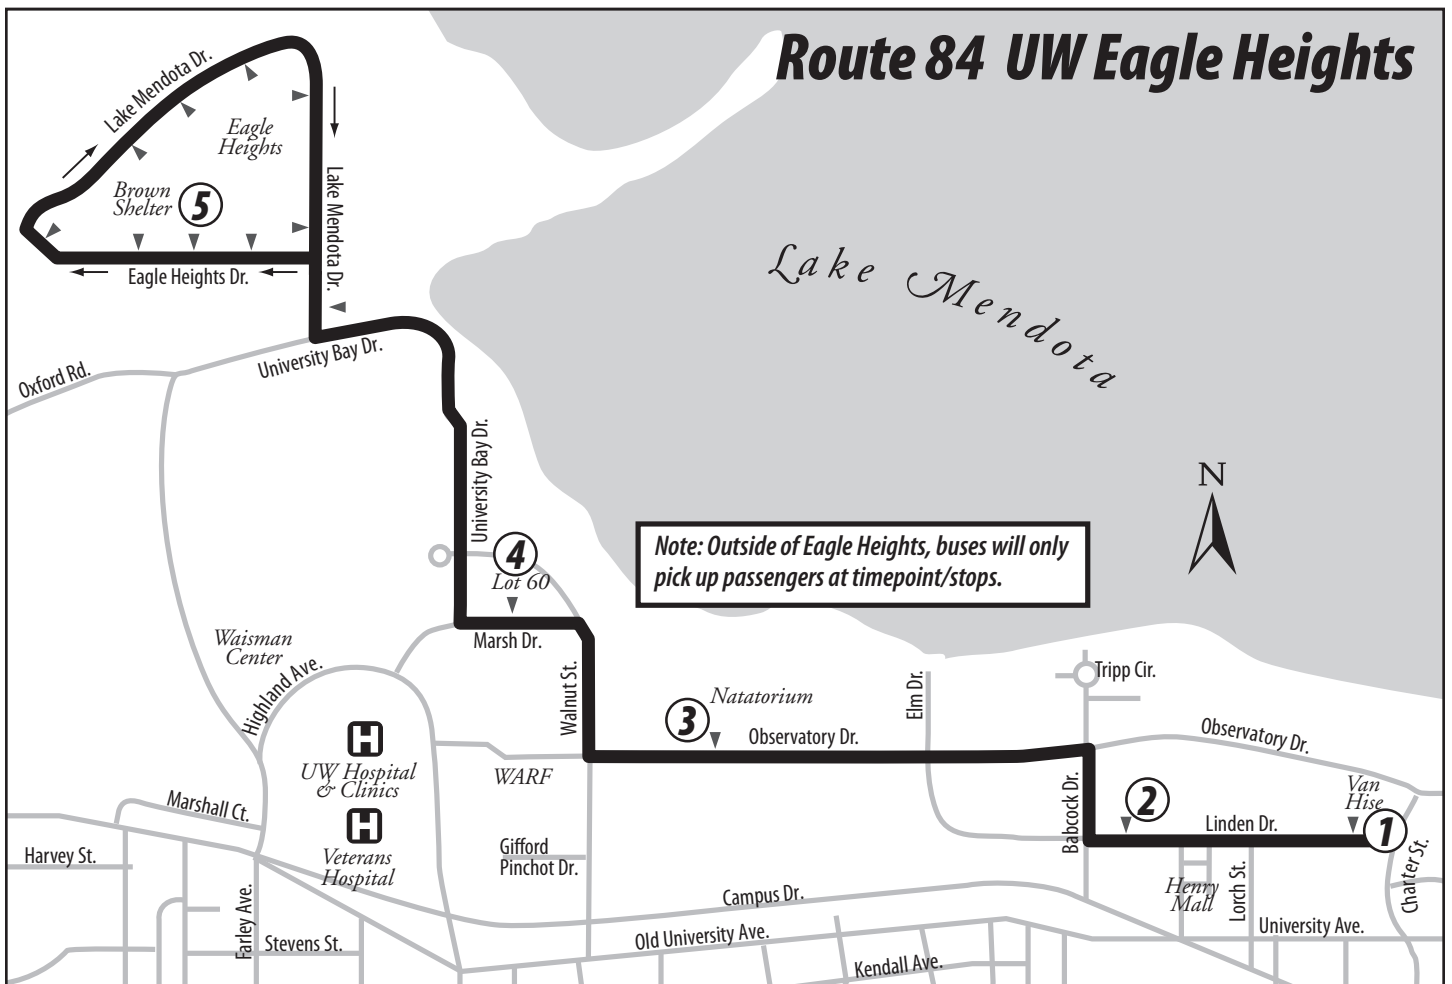 Route 84 UW Eagle Heights
Lake Mendota Dr.
Eagle
Heights
Brown
Shelter
5
Lake Mendota Dr.
Eagle Heights Dr.
Lake Mendota
University Bay Dr.
Oxford Rd.
University Bay Dr.
N
4
Lot 60
Note: Outside of Eagle Heights, buses will only
pick up passengers at timepoint/stops.
Marsh Dr.
Waisman
Center
Highland Ave.
Walnut St.
3
Natatorium
Observatory Dr.
Elm Dr.
Tripp Cir.
Observatory Dr.
H
UW Hospital
& Clinics
WARF
Babcock Dr.
2
Linden Dr.
Van
Hise
1
Marshall Ct.
H
Veterans
Hospital
Harvey St.
Gifford
Pinchot Dr.
Henry
Mall
Lorch St.
Charter St.
Campus Dr.
Farley Ave.
Stevens St.
Old University Ave.
University Ave.
Kendall Ave.